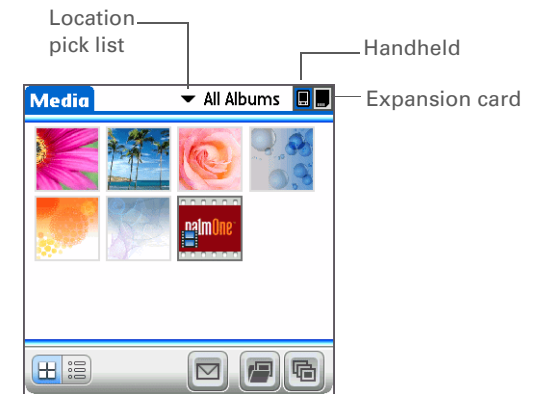 Location
pick list
Handheld
Media
All Albums
Expansion card
palmOne